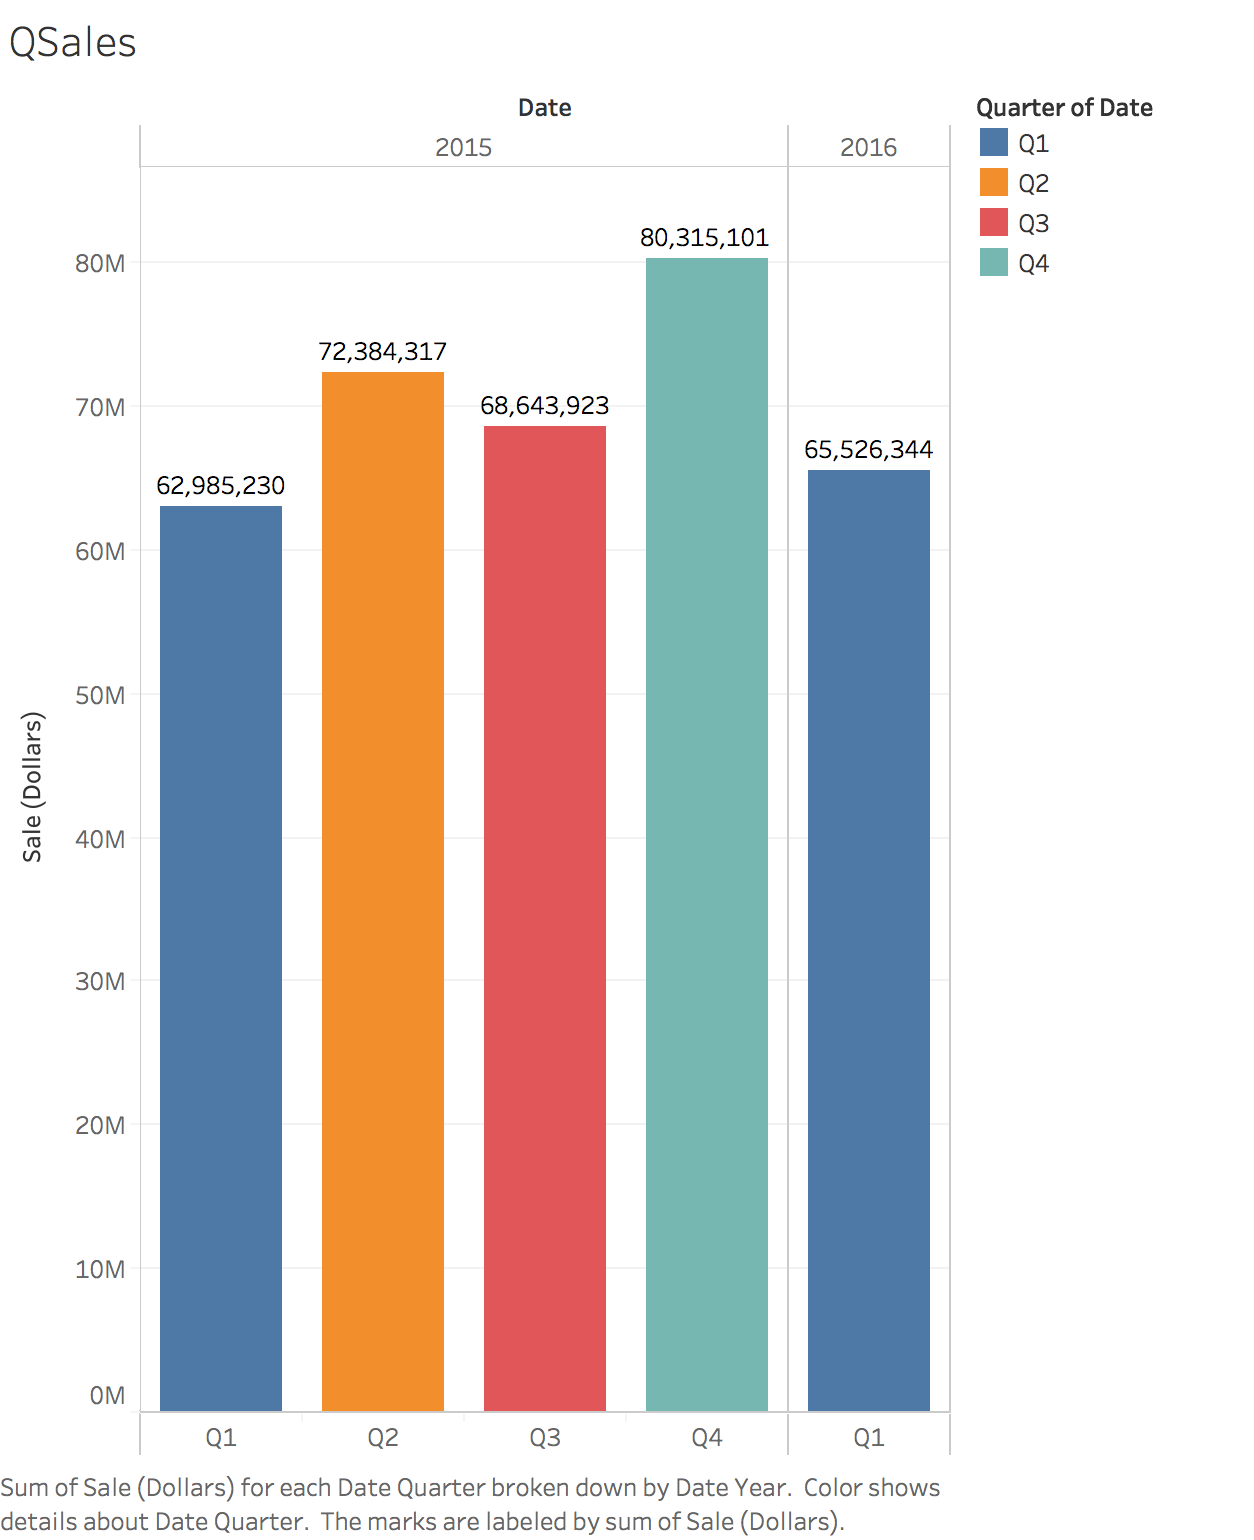 QSales
Date
Quarter of Date
2015
2016
Q1
Q2
Q3
Q4
80,315,101
80M
72,384,317
70M
68,643,923
65,526,344
62,985,230
60M
50M
Sale (Dollars)
40M
30M
20M
10M
0M
Q1 Q2 Q3 Q4 Q1
Sum of Sale (Dollars) for each Date Quarter broken down by Date Year.  Color shows
details about Date Quarter.  The marks are labeled by sum of Sale (Dollars).